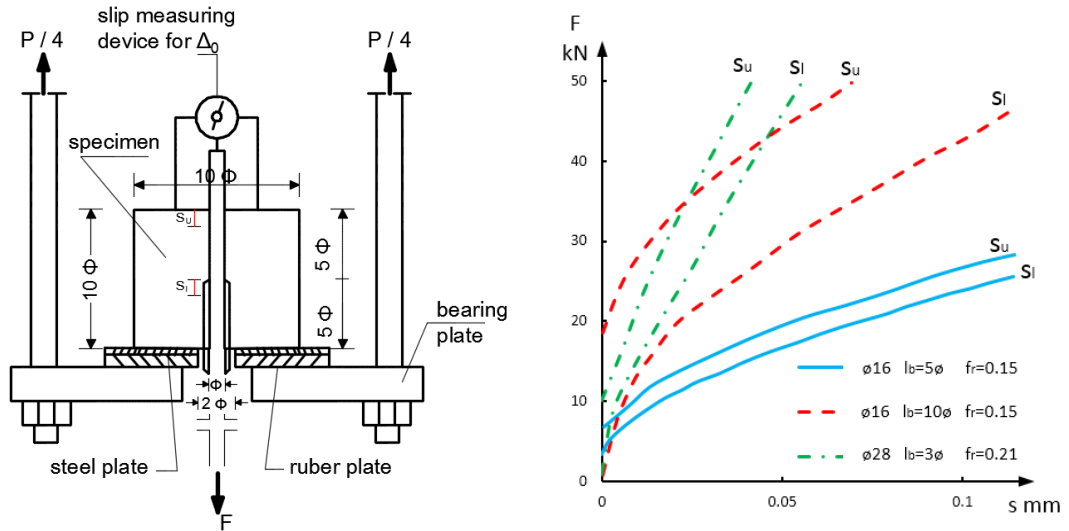 slip measuring
device for Δ₀
P / 4
P / 4
specimen
10 Φ
sᵤ
10 Φ
5 Φ
sₗ
5 Φ
bearing
plate
Φ
2 Φ
steel plate
ruber plate
F
F
kN
50
40
30
20
10
0
Su
Sl
Su
Sl
Su
Sl
ø16 lb=5ø fr=0.15
ø16 lb=10ø fr=0.15
ø28 lb=3ø fr=0.21
0
0.05
0.1
s mm